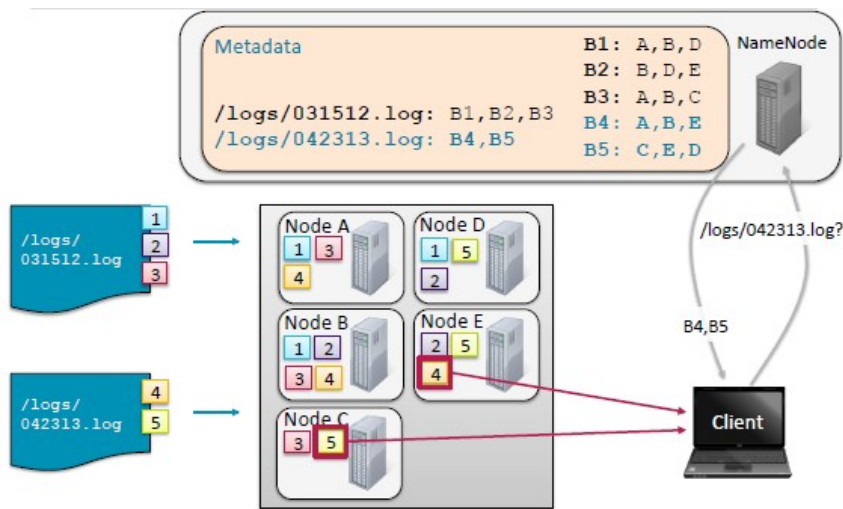 Metadata
/logs/031512.log: B1,B2,B3
/logs/042313.log: B4,B5
B1: A,B,D
B2: B,D,E
B3: A,B,C
B4: A,B,E
B5: C,E,D
NameNode
/logs/
031512.log
1
2
3
/logs/
042313.log
4
5
Node A
1 3
4
Node D
1 5
2
Node B
1 2
3 4
Node E
2 5
4
Node C
3 5
/logs/042313.log?
B4,B5
Client